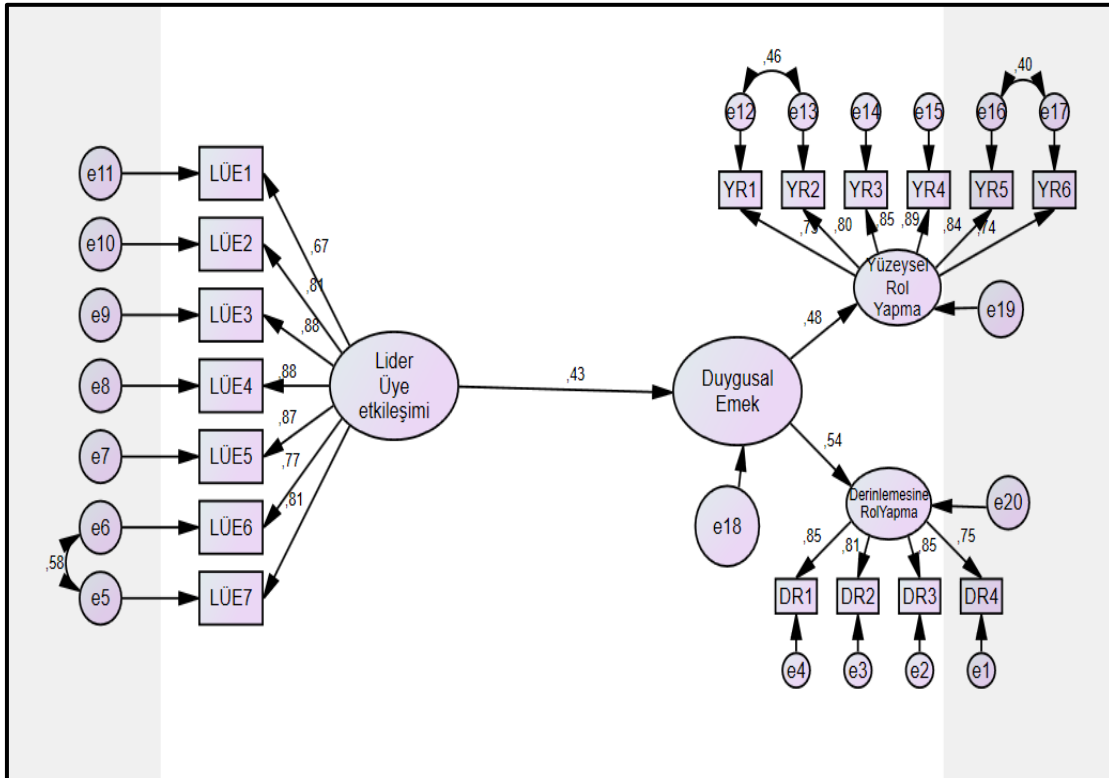 ,46
,40
e12
e13
e14
e15
e16
e17
YR1
YR2
YR3
YR4
YR5
YR6
,80
,85
,89
,84
,74
Yüzeysel
Rol
Yapma
e19
,48
e11
LÜE1
e10
LÜE2
e9
LÜE3
e8
LÜE4
e7
LÜE5
e6
LÜE6
e5
LÜE7
,58
,67
,81
,88
,88
,87
,77
,81
Lider
Üye
etkileşimi
,43
Duygusal
Emek
e18
,54
Derinlemesine
RolYapma
e20
,85
,81
,85
,75
DR1
DR2
DR3
DR4
e4
e3
e2
e1